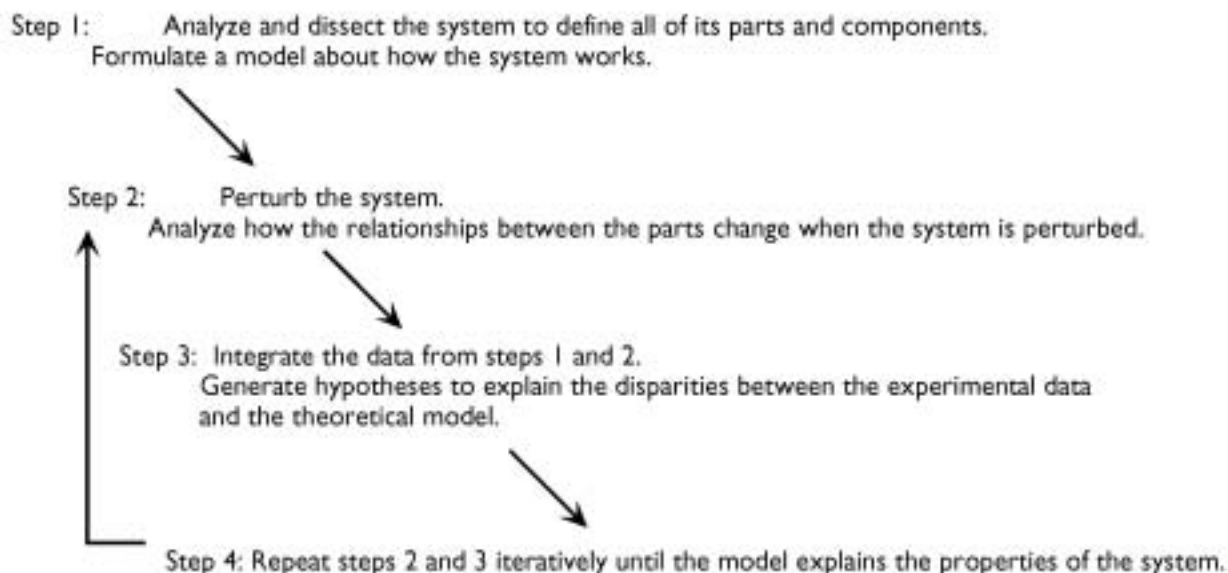 Step 1: Analyze and dissect the system to define all of its parts and components.
Formulate a model about how the system works.
Step 2: Perturb the system.
Analyze how the relationships between the parts change when the system is perturbed.
Step 3: Integrate the data from steps 1 and 2.
Generate hypotheses to explain the disparities between the experimental data
and the theoretical model.
Step 4: Repeat steps 2 and 3 iteratively until the model explains the properties of the system.